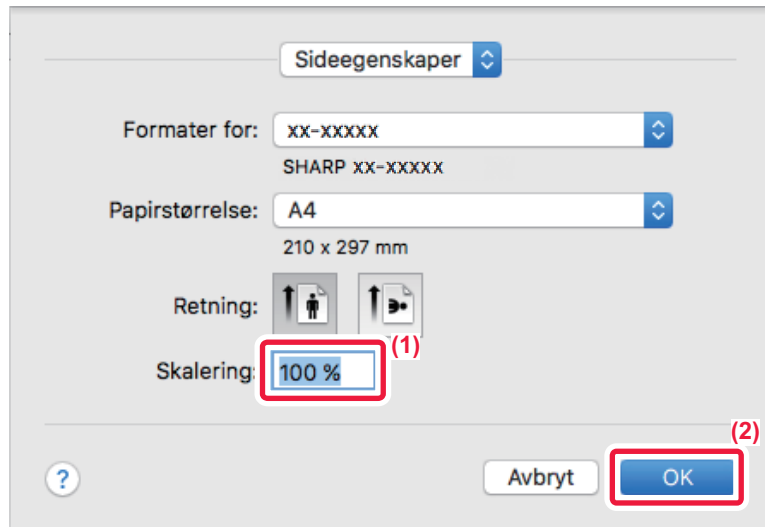 Sideegenskaper
Formater for: xx-xxxxx
SHARP xx-xxxxx
Papirstørrelse: A4
210 x 297 mm
Retning:
(1)
Skalering: 100 %
(2)
? Avbryt OK